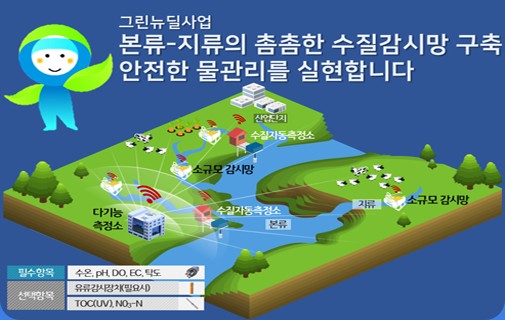 그린뉴딜사업
본류-지류의 촘촘한 수질감시망 구축
안전한 물관리를 실현합니다
산업단지
수질자동측정소
소규모 감시망
다기능
측정소
수질자동측정소
본류
지류
소규모 감시망
필수항목 수온, pH, DO, EC, 탁도
선택항목 유류감시장치(필요시)
TOC(UV), NO₃-N